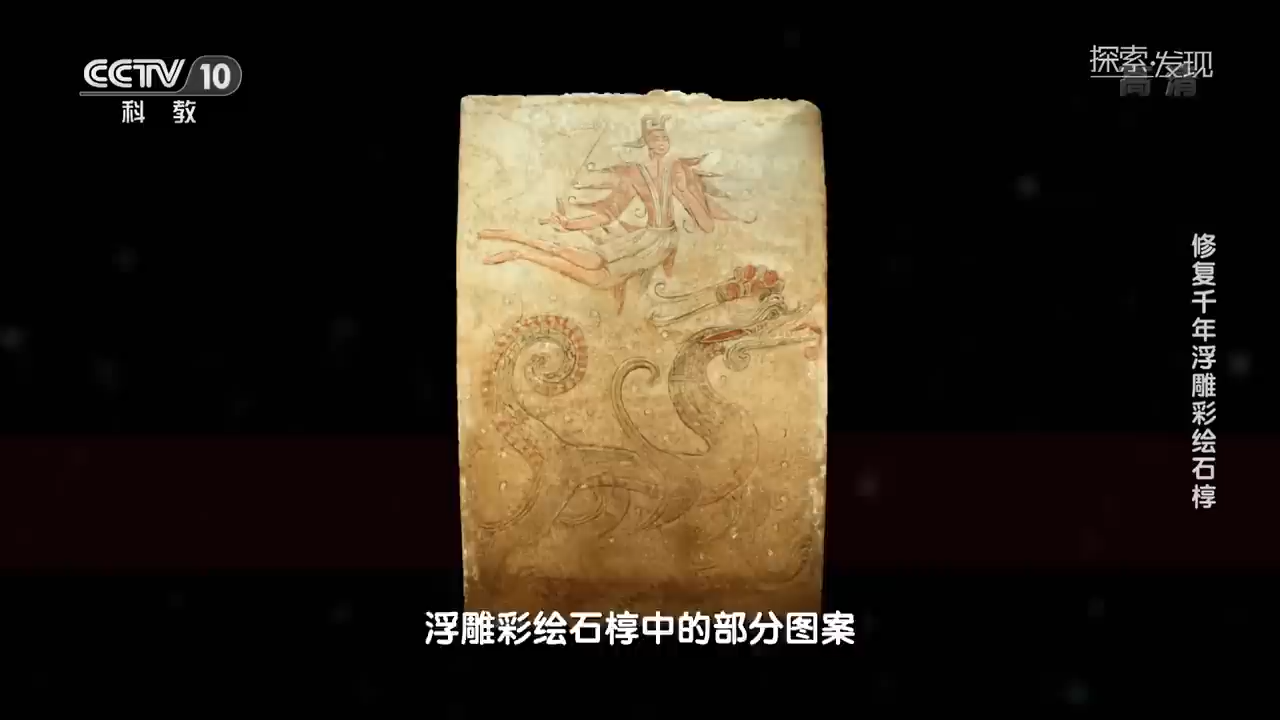 CCTV 10
科 教
探索·发现
高清
修复千年浮雕彩绘石椁
浮雕彩绘石椁中的部分图案